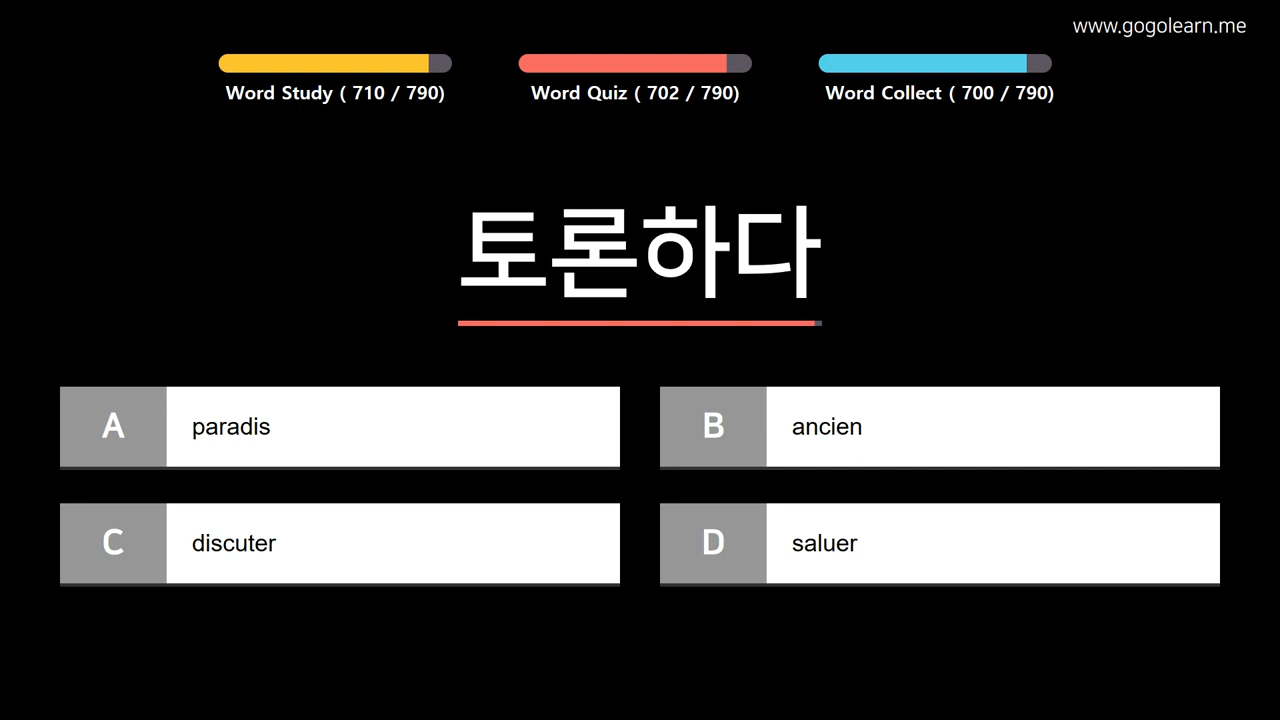 www.gogolearn.me
Word Study ( 710 / 790)
Word Quiz ( 702 / 790)
Word Collect ( 700 / 790)
토론하다
A paradis
B ancien
C discuter
D saluer